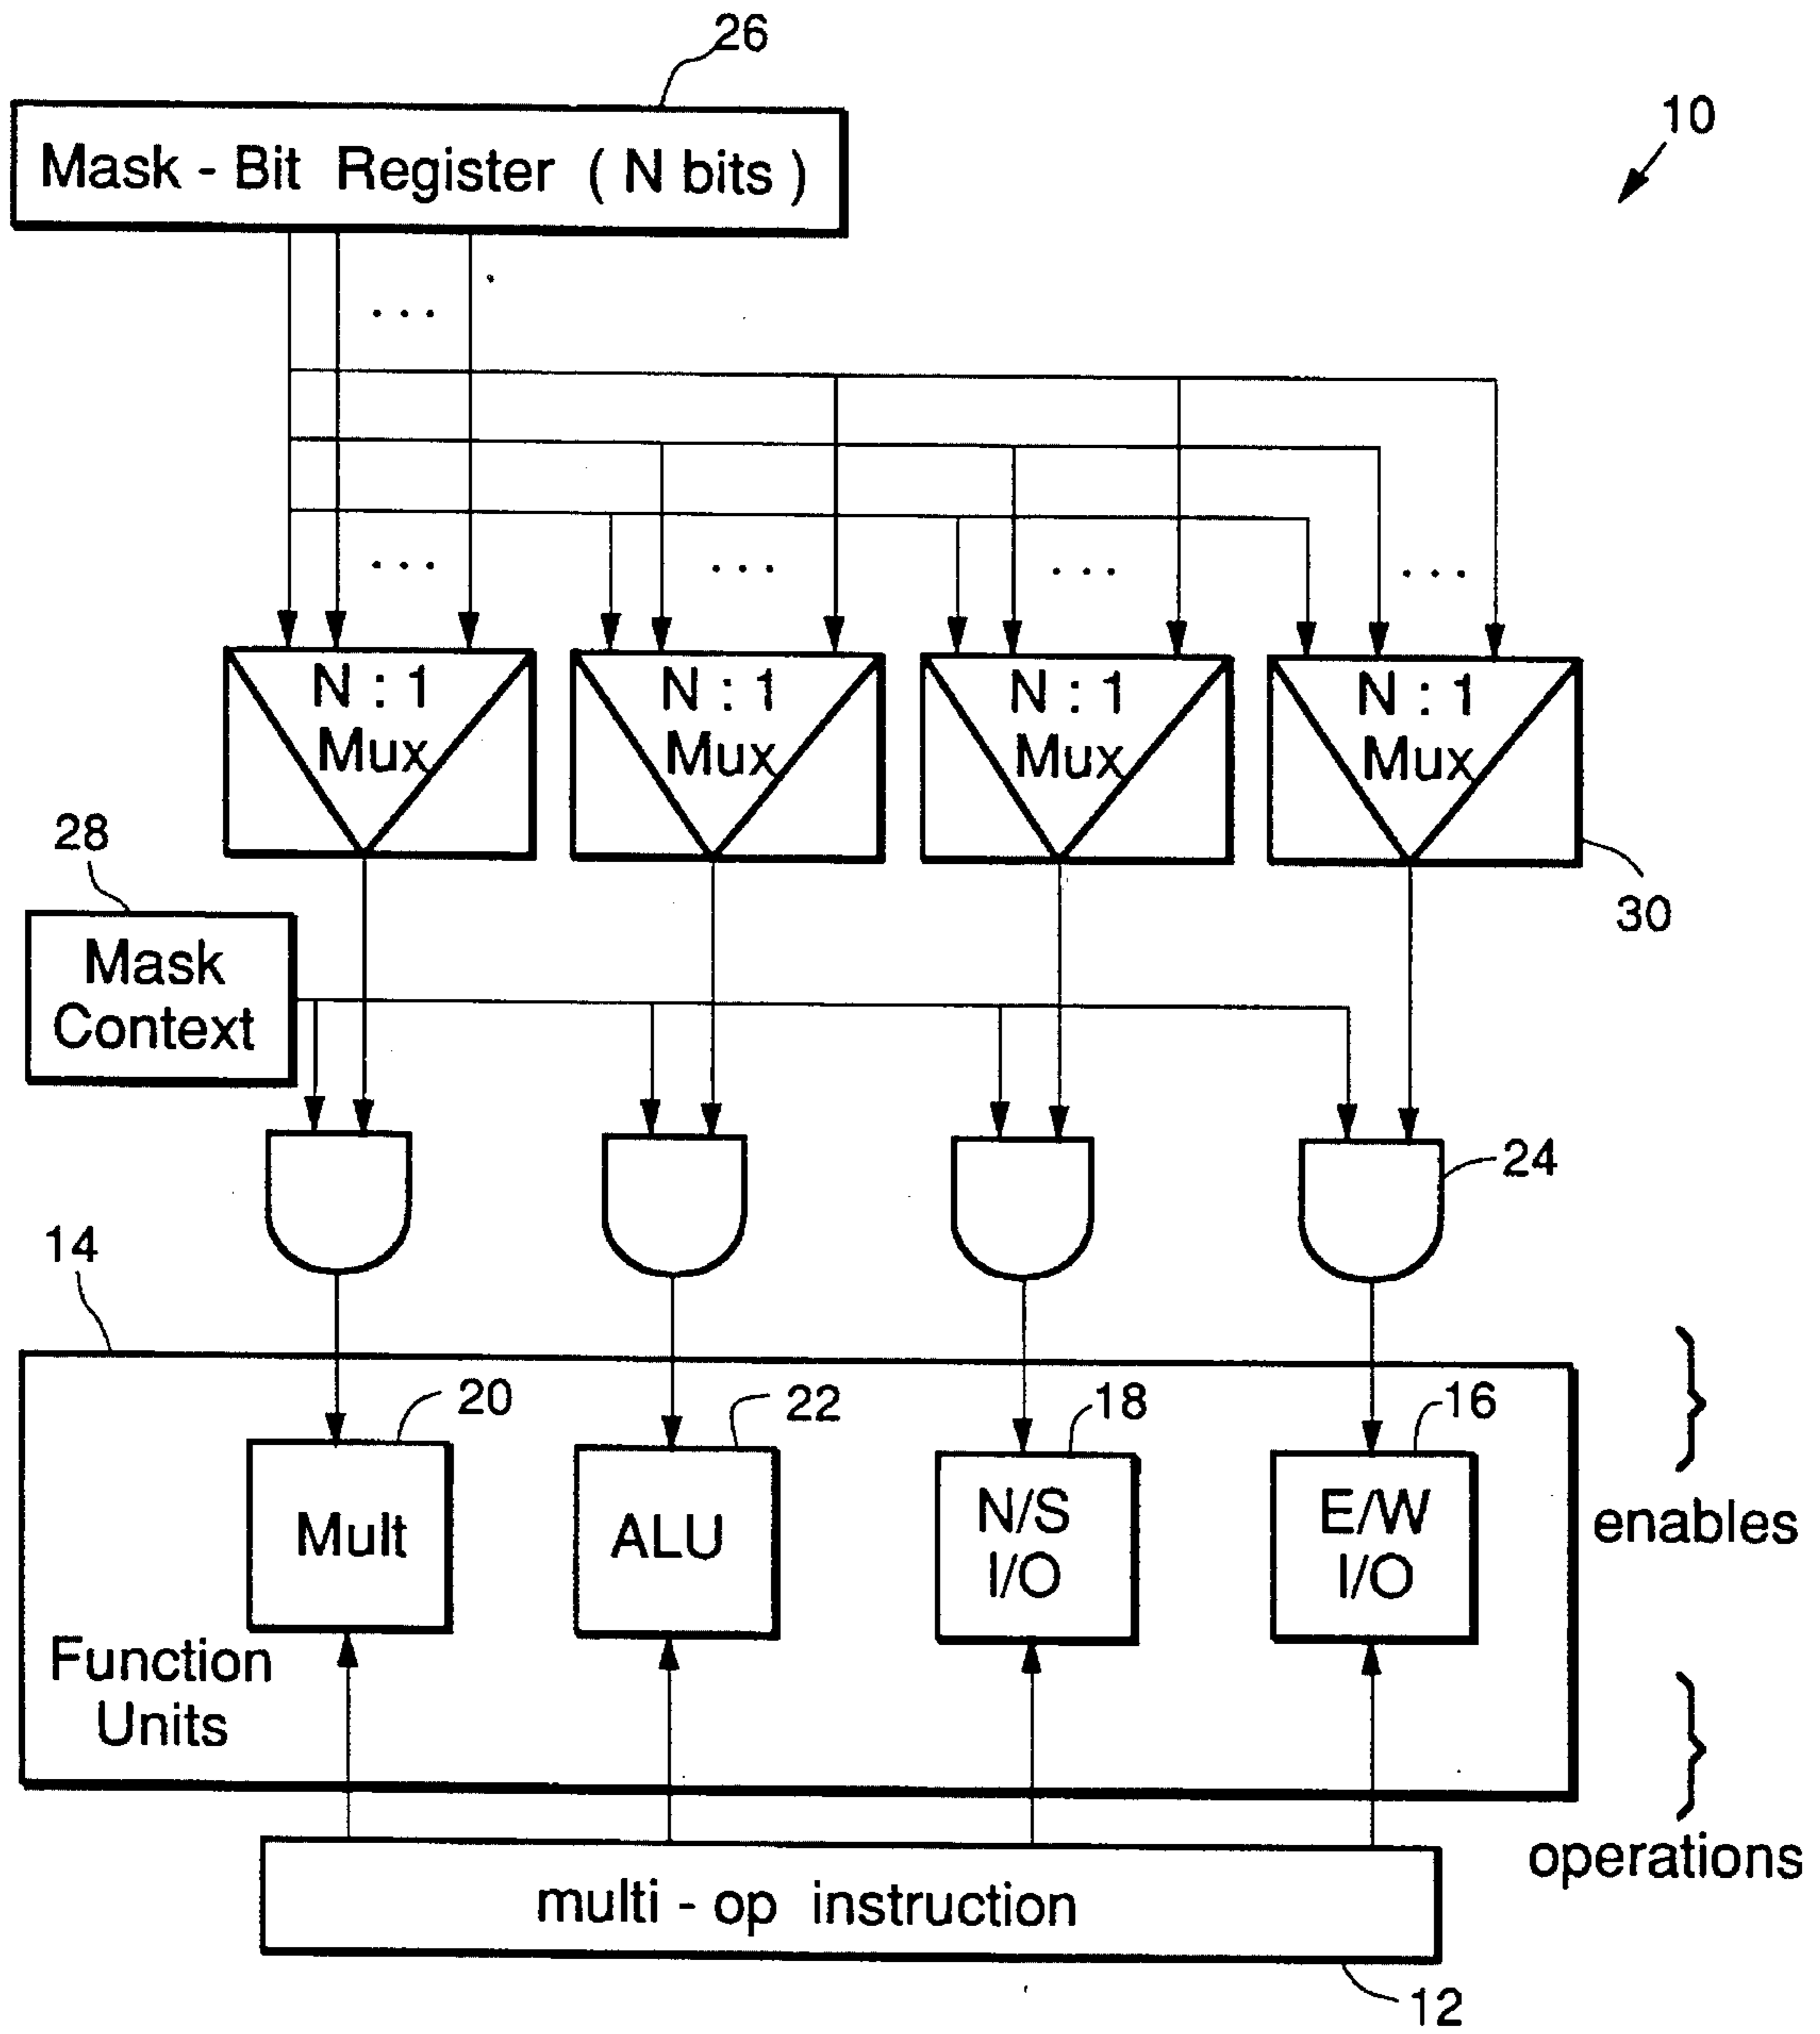 26
10
Mask - Bit Register ( N bits )
. . .
. . . . . . . . . . . .
N : 1 Mux
N : 1 Mux
N : 1 Mux
N : 1 Mux
28
30
Mask
Context
24
14
20
22
18
16
Mult
ALU
N/S
I/O
E/W
I/O
enables
Function
Units
operations
multi - op instruction
12